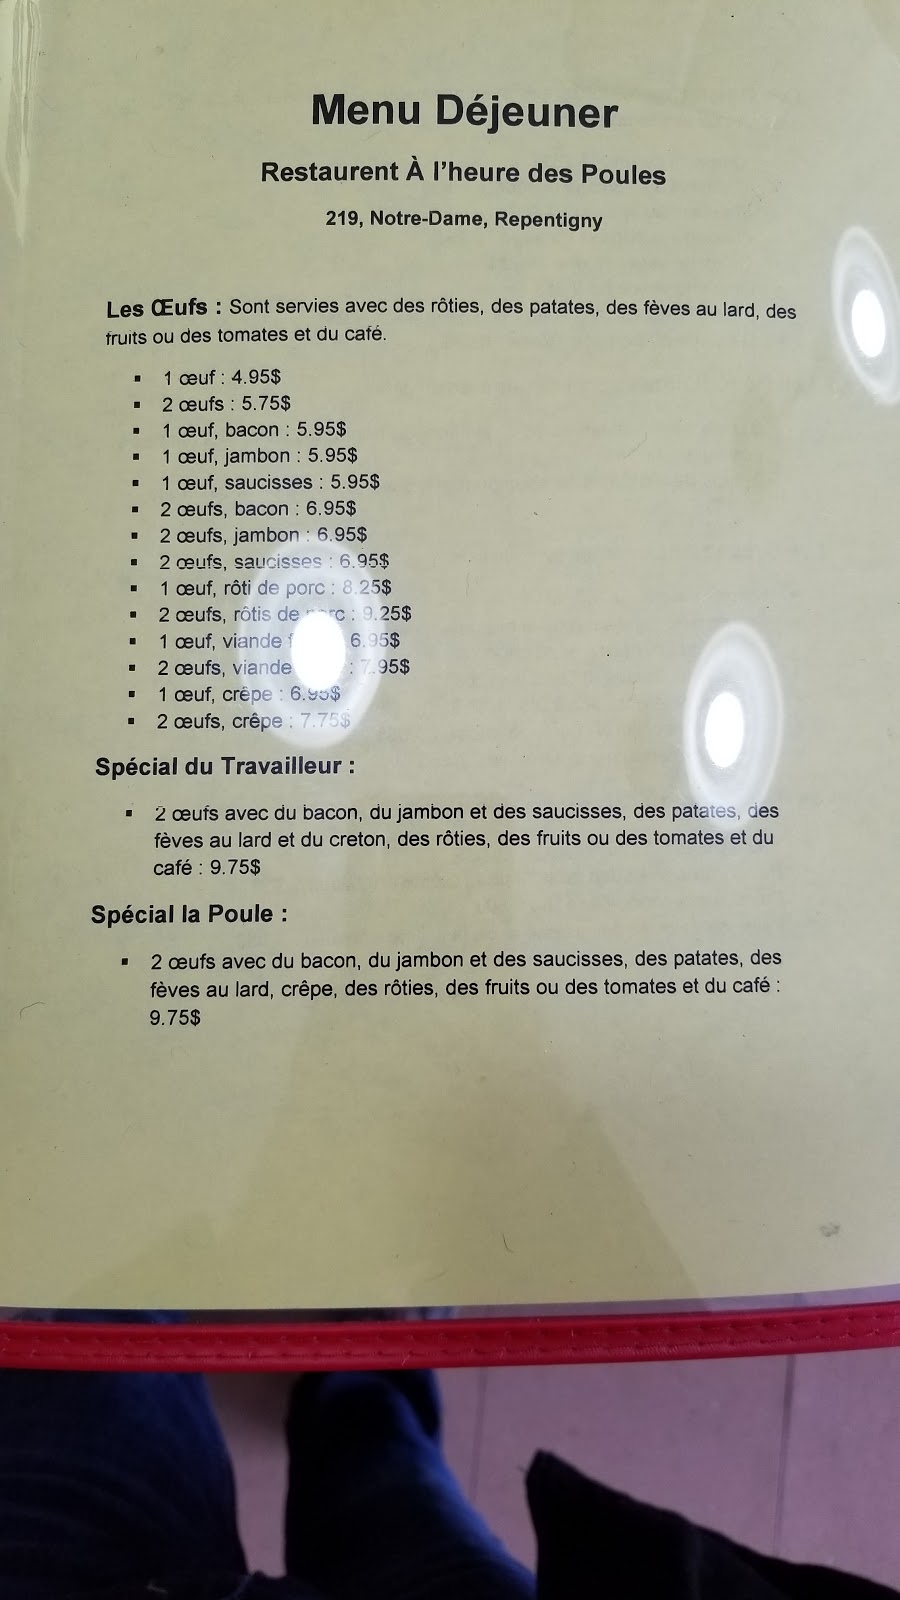 Menu Déjeuner
Restaurent À l'heure des Poules
219, Notre-Dame, Repentigny
Les Œufs : Sont servies avec des rôties, des patates, des fèves au lard, des
fruits ou des tomates et du café.
▪ 1 œuf : 4.95$
▪ 2 œufs : 5.75$
▪ 1 œuf, bacon : 5.95$
▪ 1 œuf, jambon : 5.95$
▪ 1 œuf, saucisses : 5.95$
▪ 2 œufs, bacon : 6.95$
▪ 2 œufs, jambon : 6.95$
▪ 2 œufs, saucisses : 6.95$
▪ 1 œuf, rôti de porc : 8.25$
▪ 2 œufs, rôtis de porc : 9.25$
▪ 1 œuf, viande 6.95$
▪ 2 œufs, viande : 7.95$
▪ 1 œuf, crêpe : 6.95$
▪ 2 œufs, crêpe : 7.75$
Spécial du Travailleur :
▪ 2 œufs avec du bacon, du jambon et des saucisses, des patates, des
fèves au lard et du creton, des rôties, des fruits ou des tomates et du
café : 9.75$
Spécial la Poule :
▪ 2 œufs avec du bacon, du jambon et des saucisses, des patates, des
fèves au lard, crêpe, des rôties, des fruits ou des tomates et du café :
9.75$